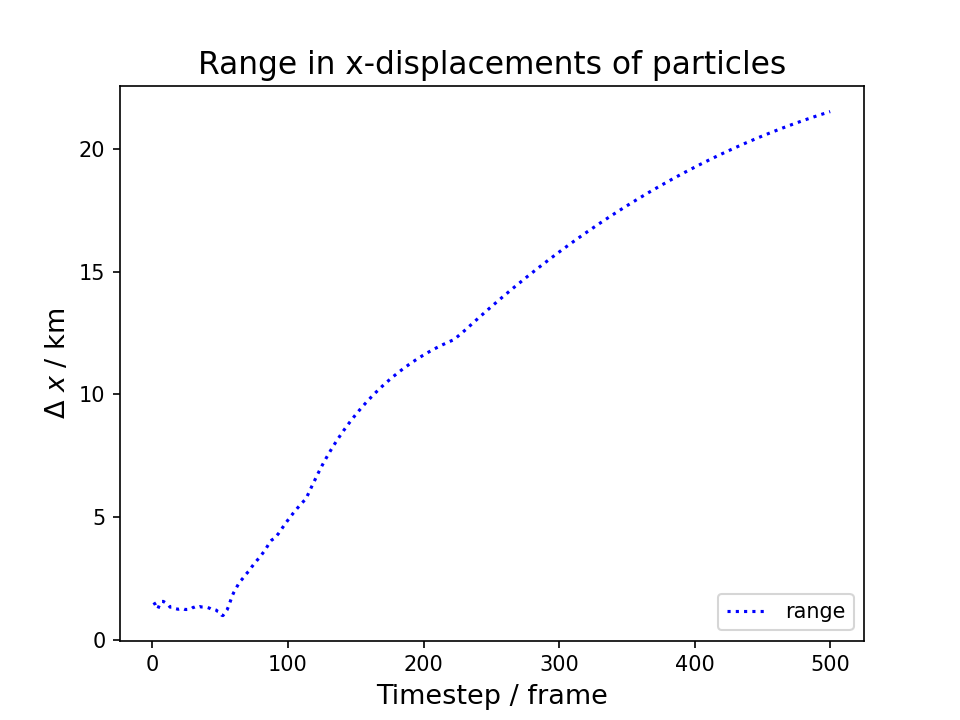 Range in x-displacements of particles
Δ x / km
20
15
10
5
0
0 100 200 300 400 500
Timestep / frame
range